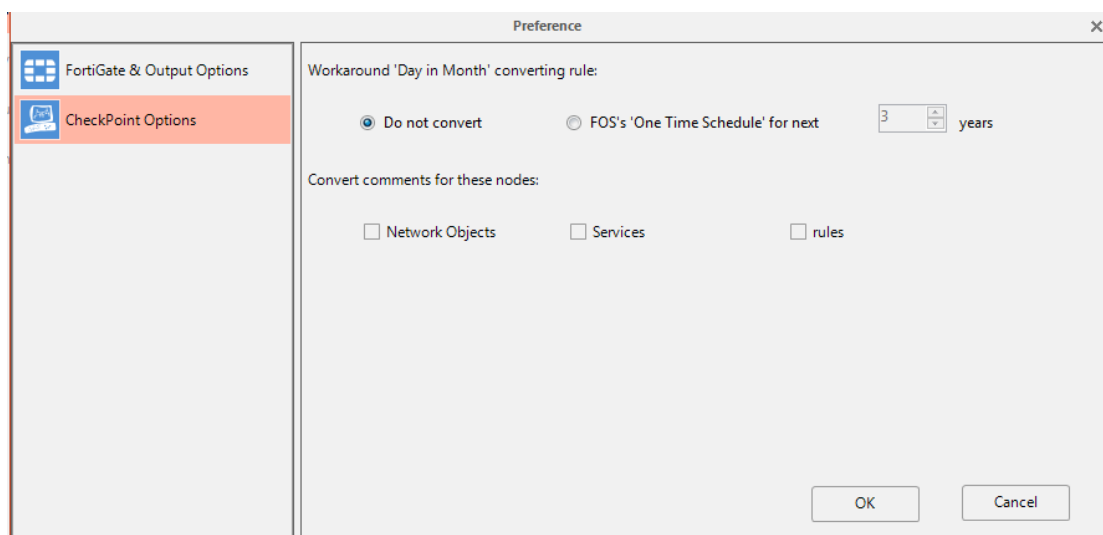 Preference
FortiGate & Output Options
CheckPoint Options
Workaround 'Day in Month' converting rule:
Do not convert FOS's 'One Time Schedule' for next 3 years
Convert comments for these nodes:
Network Objects Services rules
OK Cancel